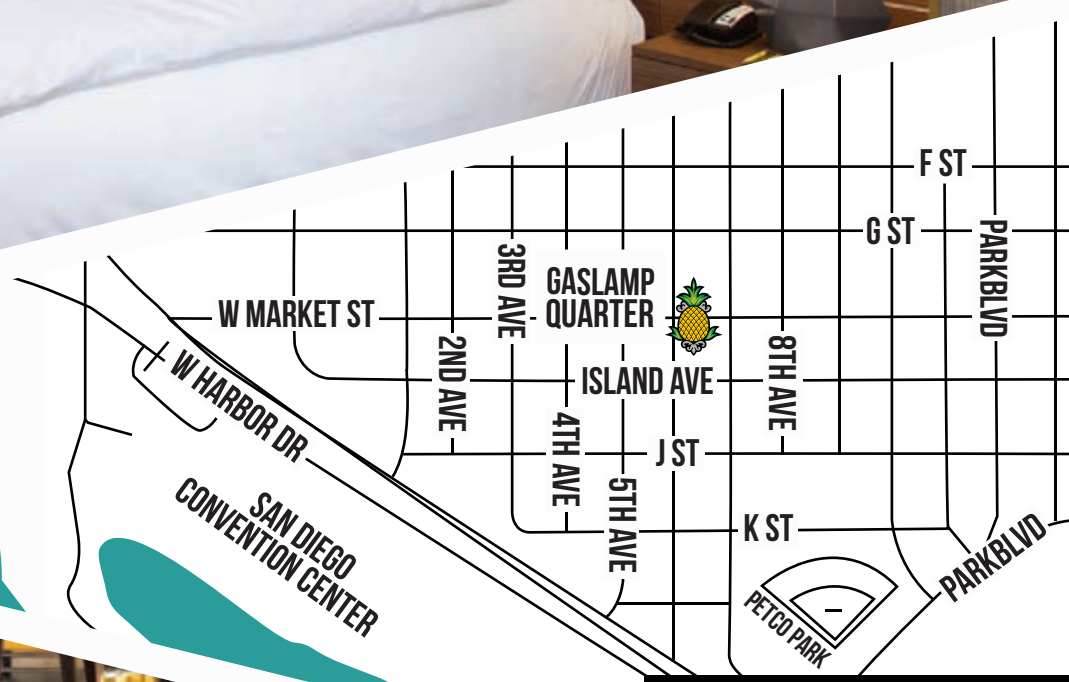 F ST
G ST
PARKBLVD
3RD AVE
GASLAMP
QUARTER
W MARKET ST
2ND AVE
8TH AVE
W HARBOR DR
ISLAND AVE
4TH AVE
J ST
5TH AVE
K ST
SAN DIEGO
CONVENTION CENTER
PARKBLVD
PETCO PARK